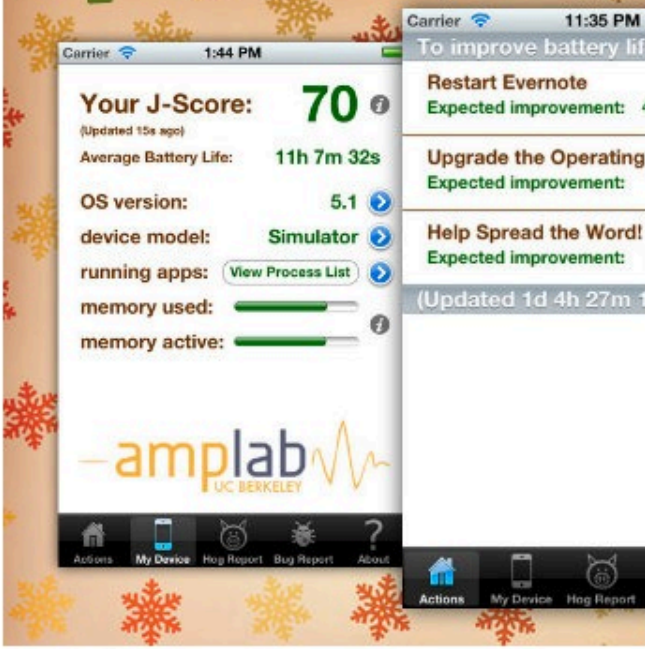 Carrier 1:44 PM
Your J-Score: 70
(Updated 15s ago)
Average Battery Life: 11h 7m 32s
OS version: 5.1
device model: Simulator
running apps: View Process List
memory used:
memory active:
amplab
UC BERKELEY
Actions My Device Hog Report Bug Report About
Carrier 11:35 PM
To improve battery lif
Restart Evernote
Expected improvement:
Upgrade the Operating
Expected improvement:
Help Spread the Word!
Expected improvement:
(Updated 1d 4h 27m 1
Actions My Device Hog Report